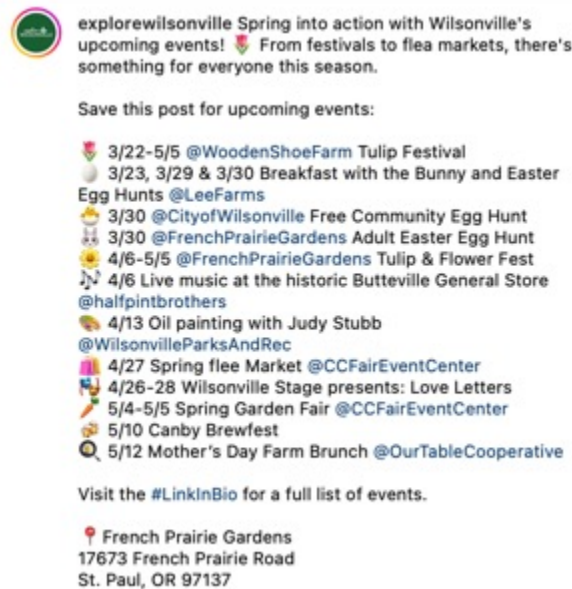 explorewilsonville Spring into action with Wilsonville's
upcoming events! 🌷 From festivals to flea markets, there's
something for everyone this season.
Save this post for upcoming events:
🌷 3/22-5/5 @WoodenShoeFarm Tulip Festival
🥚 3/23, 3/29 & 3/30 Breakfast with the Bunny and Easter
Egg Hunts @LeeFarms
🐣 3/30 @CityofWilsonville Free Community Egg Hunt
🐰 3/30 @FrenchPrairieGardens Adult Easter Egg Hunt
🌼 4/6-5/5 @FrenchPrairieGardens Tulip & Flower Fest
🎶 4/6 Live music at the historic Butteville General Store
@halfpintbrothers
🎨 4/13 Oil painting with Judy Stubb
@WilsonvilleParksAndRec
🛍️ 4/27 Spring flee Market @CCFairEventCenter
🎭 4/26-28 Wilsonville Stage presents: Love Letters
🥕 5/4-5/5 Spring Garden Fair @CCFairEventCenter
🍻 5/10 Canby Brewfest
🍳 5/12 Mother's Day Farm Brunch @OurTableCooperative
Visit the #LinkInBio for a full list of events.
📍 French Prairie Gardens
17673 French Prairie Road
St. Paul, OR 97137